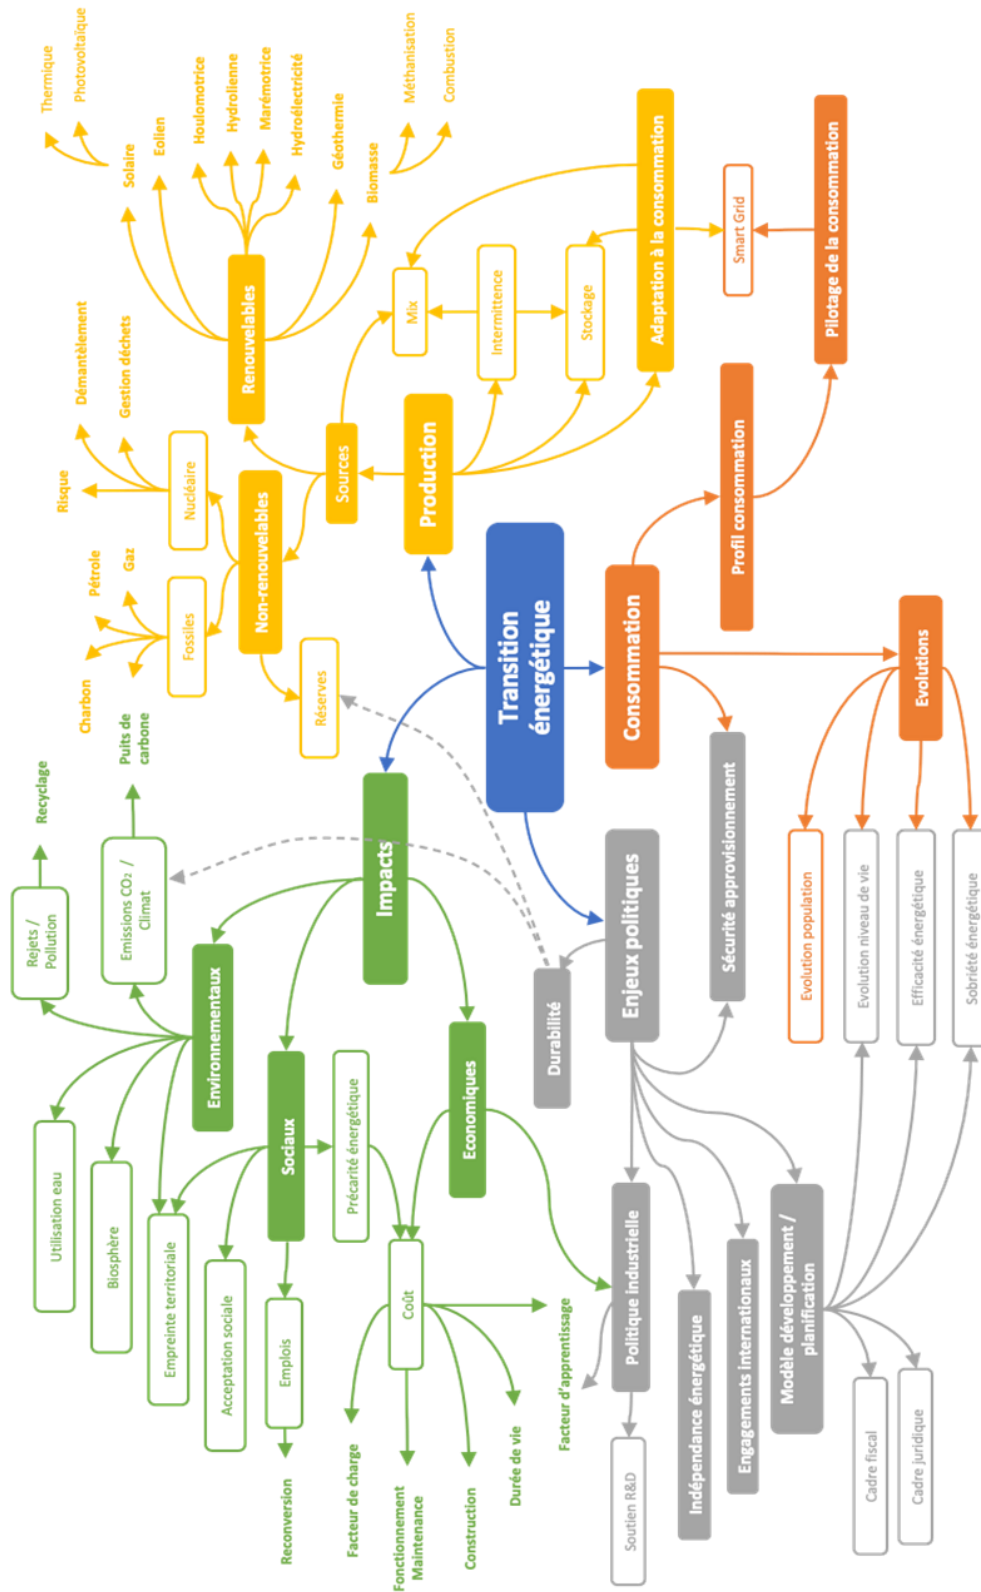 Transition
énergétique
Production
Sources
Renouvelables
Solaire
Thermique
Photovoltaïque
Eolien
Houlomotrice
Hydrolienne
Marémotrice
Hydroélectricité
Géothermie
Biomasse
Méthanisation
Combustion
Non-renouvelables
Nucléaire
Risque
Démantèlement
Gestion déchets
Fossiles
Charbon
Pétrole
Gaz
Réserves
Mix
Intermittence
Stockage
Adaptation à la consommation
Smart Grid
Consommation
Profil consommation
Pilotage de la consommation
Evolutions
Evolution population
Evolution niveau de vie
Efficacité énergétique
Sobriété énergétique
Sécurité approvisionnement
Enjeux politiques
Durabilité
Politique industrielle
Soutien R&D
Indépendance énergétique
Engagements internationaux
Modèle développement /
planification
Cadre fiscal
Cadre juridique
Impacts
Environnementaux
Rejets /
Pollution
Recyclage
Emissions CO₂ /
Climat
Puits de
carbone
Utilisation eau
Biosphère
Empreinte territoriale
Sociaux
Acceptation sociale
Emplois
Reconversion
Précarité énergétique
Economiques
Coût
Facteur de charge
Fonctionnement
Maintenance
Construction
Durée de vie
Facteur d'apprentissage